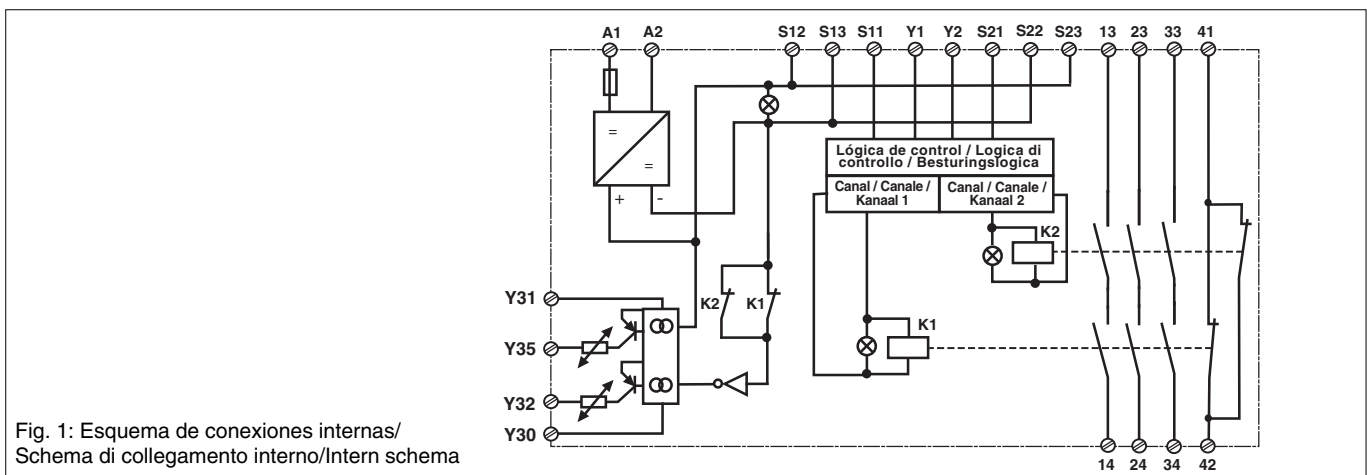 A1 A2 S12 S13 S11 Y1 Y2 S21 S22 S23 13 23 33 41
=
=
+ -
Lógica de control / Logica di
controllo / Besturingslogica
Canal / Canale /
Kanaal 1
Canal / Canale /
Kanaal 2
K2
Y31
K2 K1
K1
Y35
Y32
Y30
14 24 34 42
Fig. 1: Esquema de conexiones internas/
Schema di collegamento interno/Intern schema